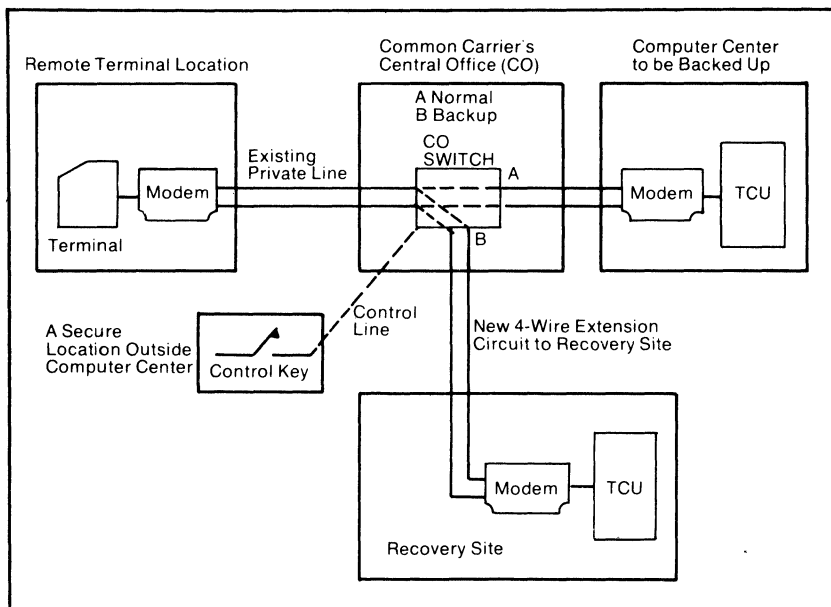 Remote Terminal Location
Common Carrier's
Central Office (CO)
Computer Center
to be Backed Up
A Normal
B Backup
CO
SWITCH
A
B
Existing
Private Line
Modem
Terminal
Modem
TCU
Control
Line
A Secure
Location Outside
Computer Center
Control Key
New 4-Wire Extension
Circuit to Recovery Site
Modem
TCU
Recovery Site